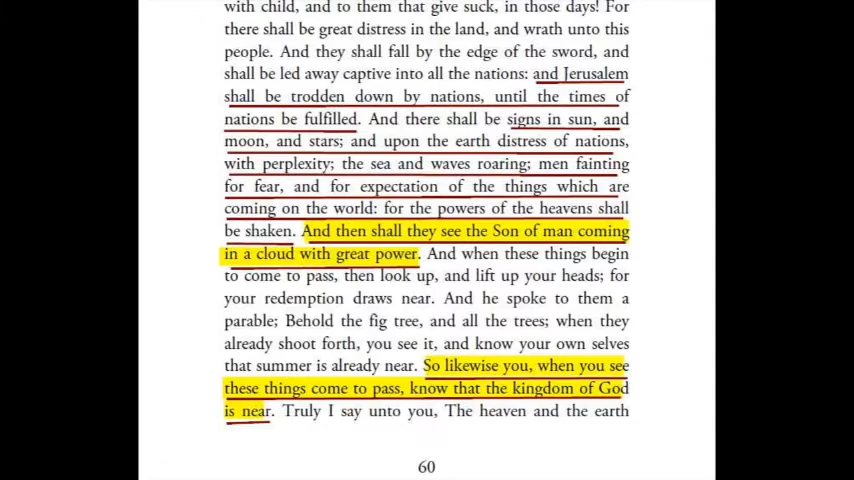 with child, and to them that give suck, in those days! For
there shall be great distress in the land, and wrath unto this
people. And they shall fall by the edge of the sword, and
shall be led away captive into all the nations: and Jerusalem
shall be trodden down by nations, until the times of
nations be fulfilled. And there shall be signs in sun, and
moon, and stars; and upon the earth distress of nations,
with perplexity; the sea and waves roaring; men fainting
for fear, and for expectation of the things which are
coming on the world: for the powers of the heavens shall
be shaken. And then shall they see the Son of man coming
in a cloud with great power. And when these things begin
to come to pass, then look up, and lift up your heads; for
your redemption draws near. And he spoke to them a
parable; Behold the fig tree, and all the trees; when they
already shoot forth, you see it, and know your own selves
that summer is already near. So likewise you, when you see
these things come to pass, know that the kingdom of God
is near. Truly I say unto you, The heaven and the earth
60